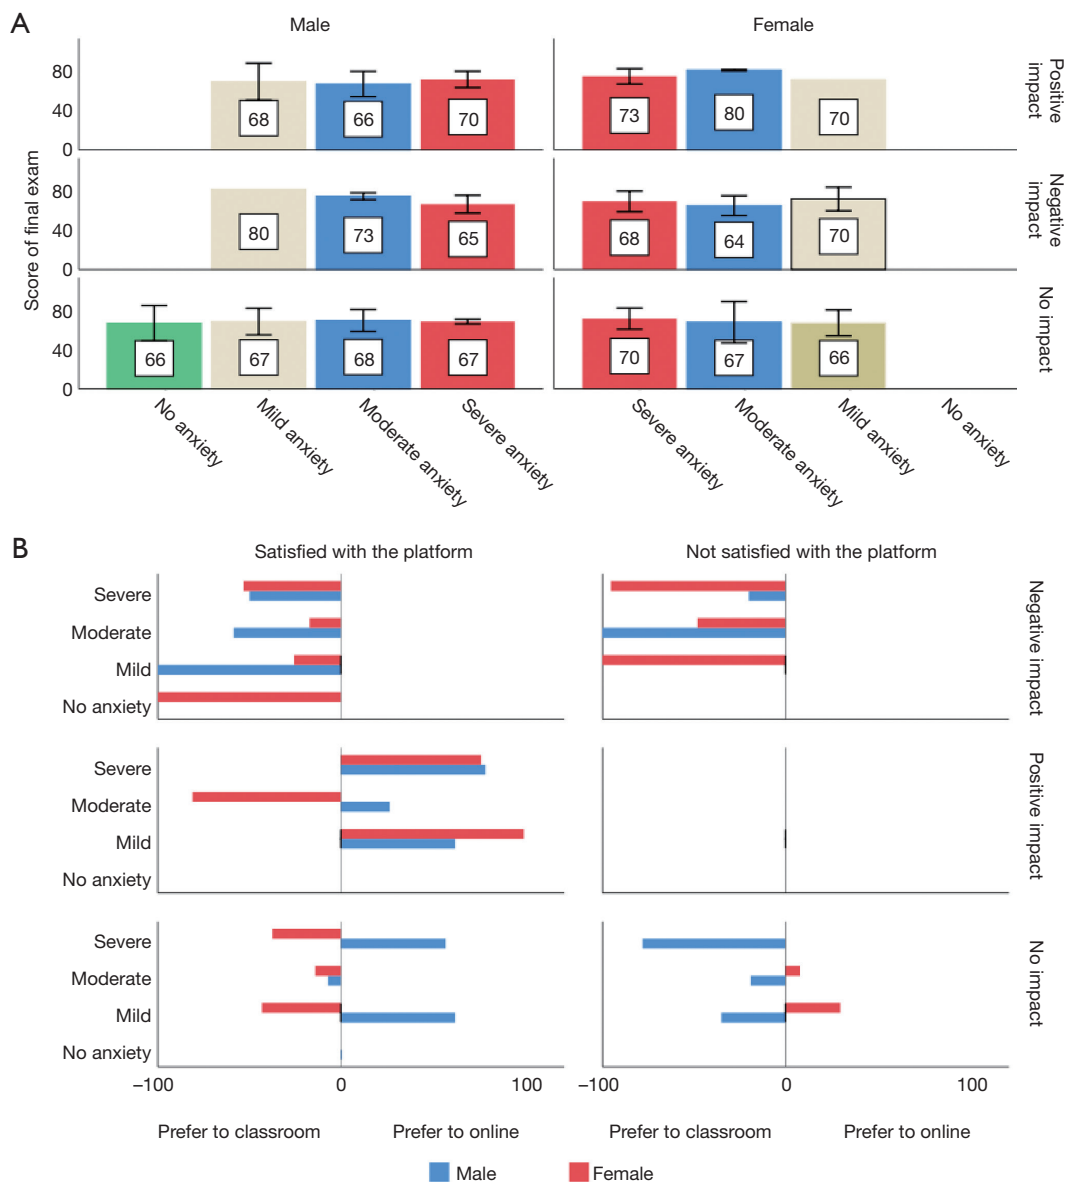 A
Male
Female
Score of final exam
80
40
0
68
66
70
73
80
70
Positive
impact
80
40
0
80
73
65
68
64
70
Negative
impact
80
40
0
66
67
68
67
70
67
66
No impact
No anxiety
Mild anxiety
Moderate anxiety
Severe anxiety
Severe anxiety
Moderate anxiety
Mild anxiety
No anxiety
B
Satisfied with the platform
Not satisfied with the platform
Severe
Moderate
Mild
No anxiety
Negative impact
Severe
Moderate
Mild
No anxiety
Positive impact
Severe
Moderate
Mild
No anxiety
No impact
−100
0
100
−100
0
100
Prefer to classroom
Prefer to online
Prefer to classroom
Prefer to online
Male
Female